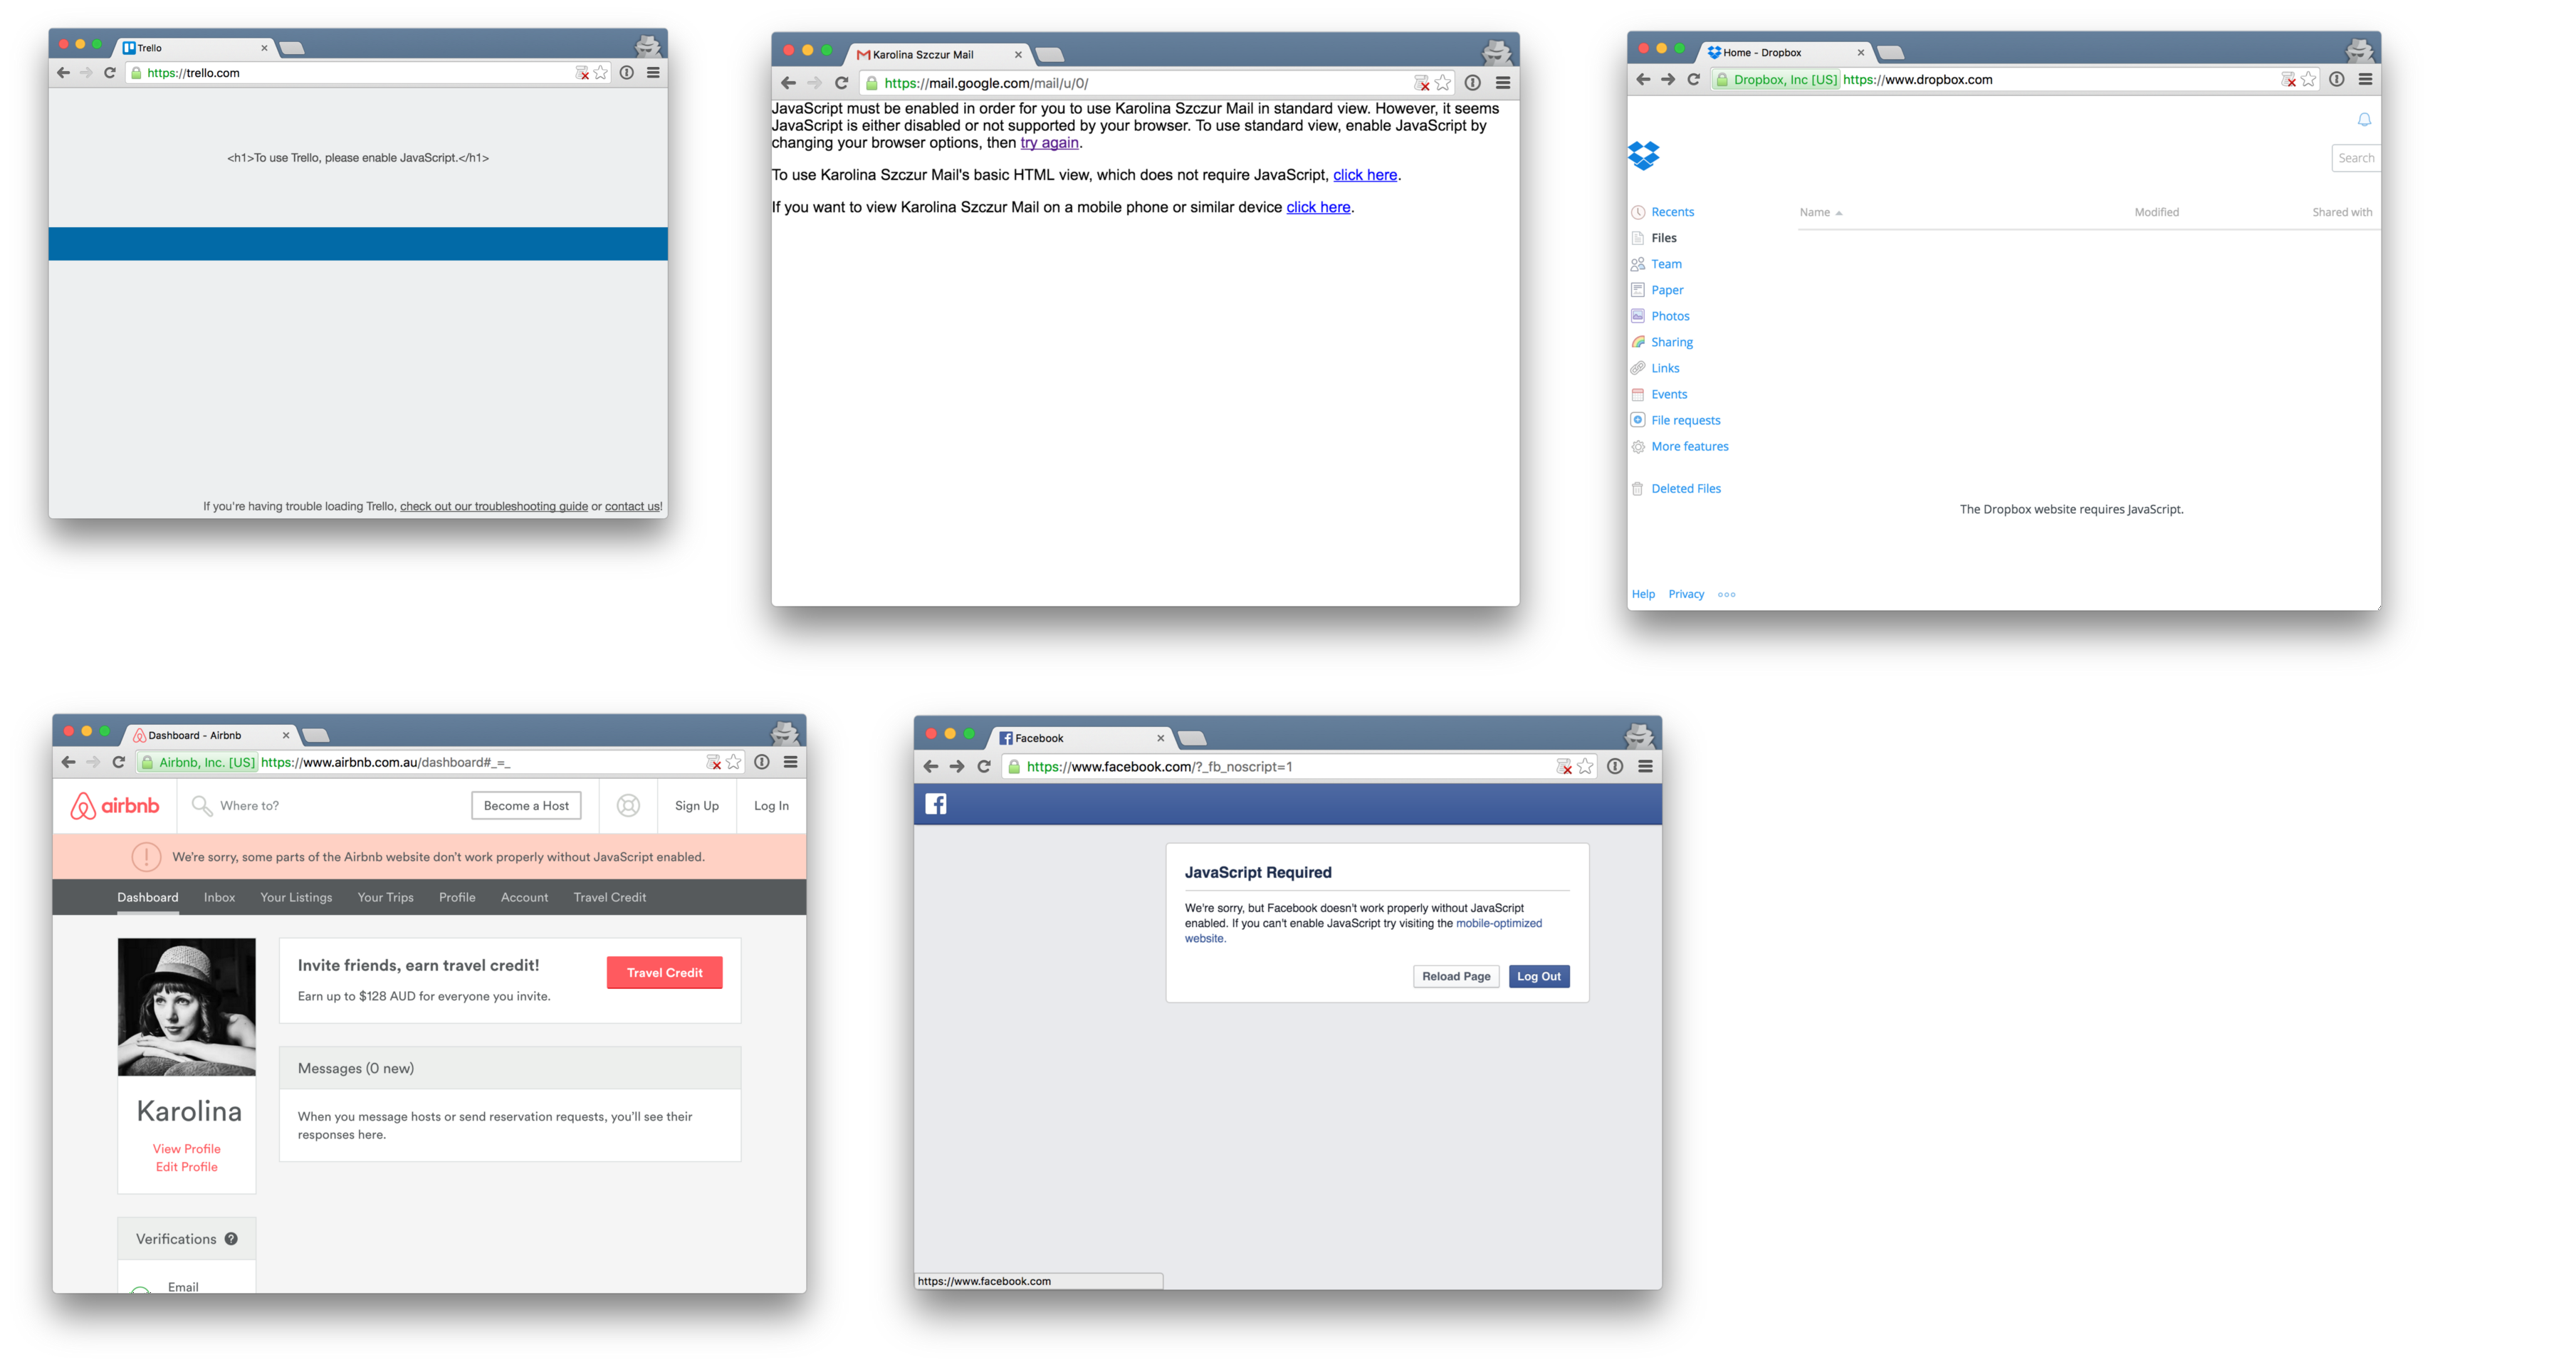 Trello
https://trello.com
<h1>To use Trello, please enable JavaScript.</h1>
If you're having trouble loading Trello, check out our troubleshooting guide or contact us!
Karolina Szczur Mail
https://mail.google.com/mail/u/0/
JavaScript must be enabled in order for you to use Karolina Szczur Mail in standard view. However, it seems
JavaScript is either disabled or not supported by your browser. To use standard view, enable JavaScript by
changing your browser options, then try again.
To use Karolina Szczur Mail's basic HTML view, which does not require JavaScript, click here.
If you want to view Karolina Szczur Mail on a mobile phone or similar device click here.
Home - Dropbox
Dropbox, Inc [US] https://www.dropbox.com
Search
Name Modified Shared with
Recents
Files
Team
Paper
Photos
Sharing
Links
Events
File requests
More features
Deleted Files
The Dropbox website requires JavaScript.
Help Privacy
Dashboard - Airbnb
Airbnb, Inc. [US] https://www.airbnb.com.au/dashboard#_=_
airbnb Where to? Become a Host Sign Up Log In
We're sorry, some parts of the Airbnb website don't work properly without JavaScript enabled.
Dashboard Inbox Your Listings Your Trips Profile Account Travel Credit
Invite friends, earn travel credit!
Travel Credit
Earn up to $128 AUD for everyone you invite.
Messages (0 new)
When you message hosts or send reservation requests, you'll see their
responses here.
Karolina
View Profile
Edit Profile
Verifications ?
Email
Facebook
https://www.facebook.com/?_fb_noscript=1
JavaScript Required
We're sorry, but Facebook doesn't work properly without JavaScript
enabled. If you can't enable JavaScript try visiting the mobile-optimized
website.
Reload Page Log Out
https://www.facebook.com